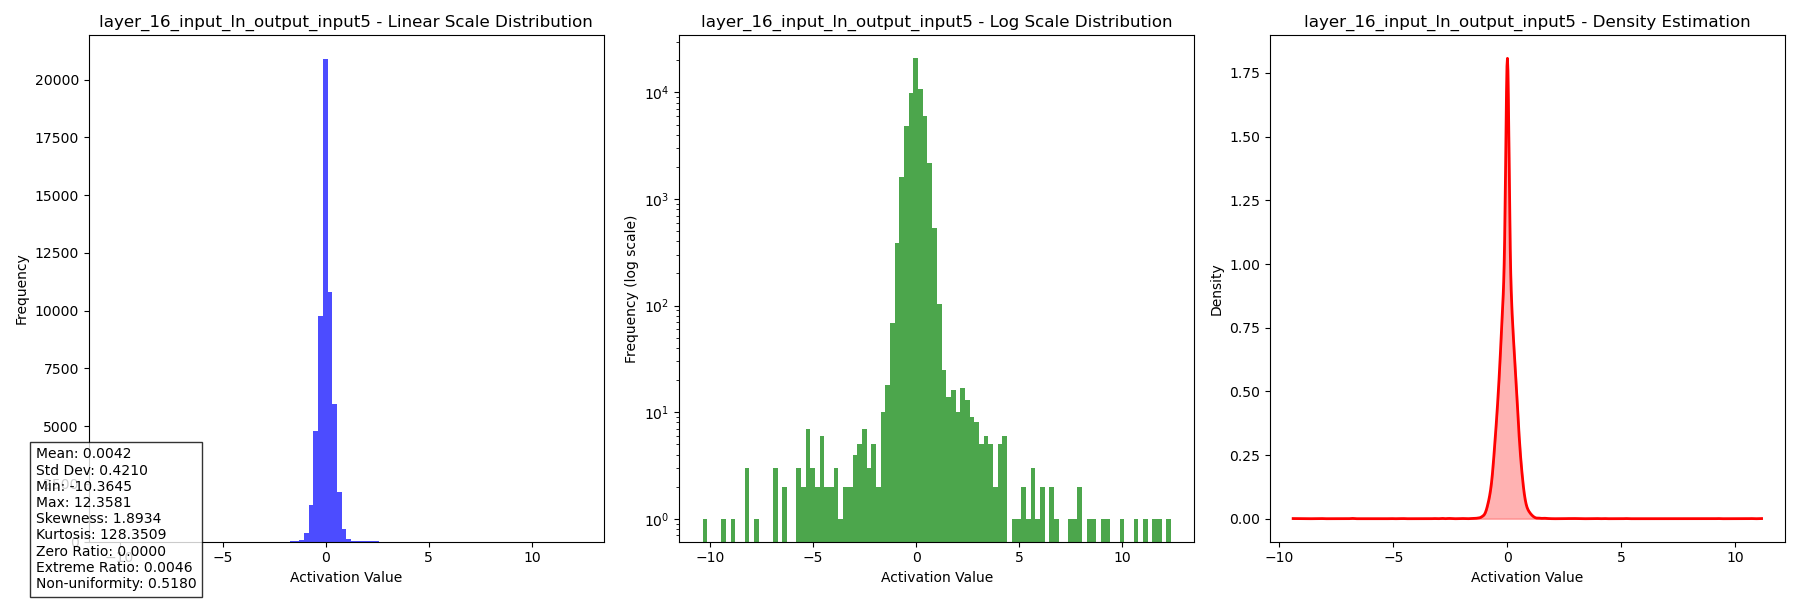 layer_16_input_ln_output_input5 - Linear Scale Distribution
20000
17500
15000
12500
10000
7500
5000
Frequency
−5
0
5
10
Activation Value
Mean: 0.0042
Std Dev: 0.4210
Min: -10.3645
Max: 12.3581
Skewness: 1.8934
Kurtosis: 128.3509
Zero Ratio: 0.0000
Extreme Ratio: 0.0046
Non-uniformity: 0.5180
layer_16_input_ln_output_input5 - Log Scale Distribution
10⁴
10³
10²
10¹
10⁰
Frequency (log scale)
−10
−5
0
5
10
Activation Value
layer_16_input_ln_output_input5 - Density Estimation
1.75
1.50
1.25
1.00
0.75
0.50
0.25
0.00
Density
−10
−5
0
5
10
Activation Value